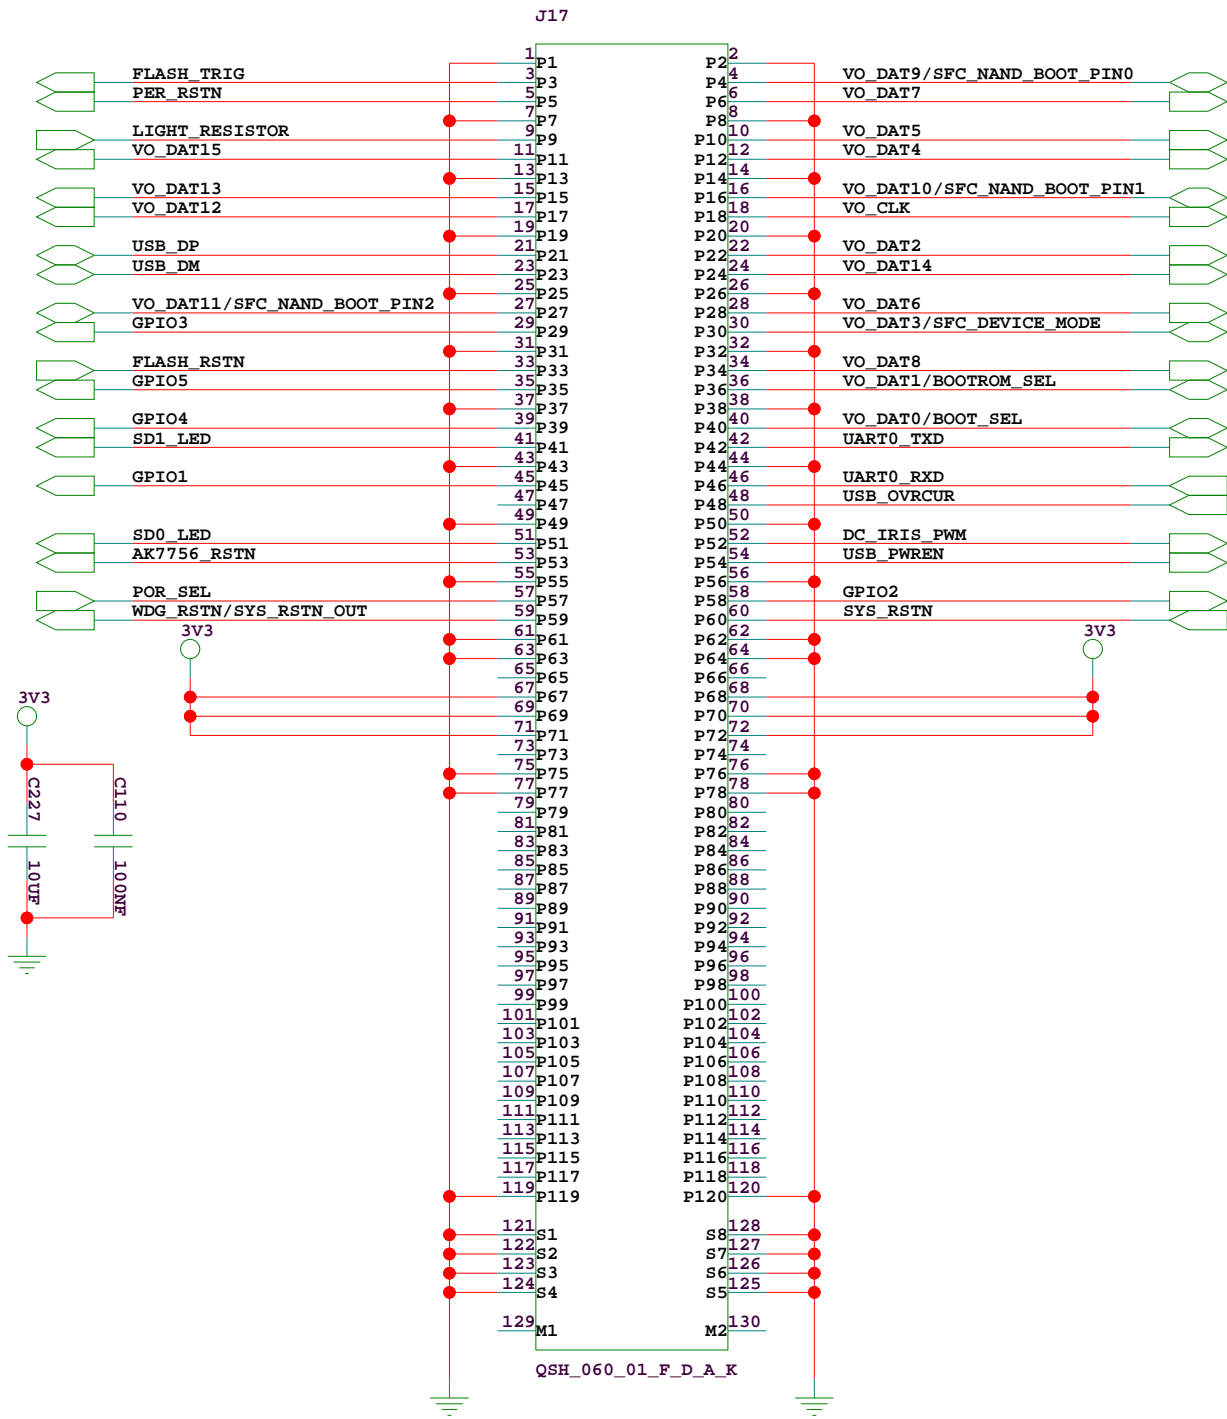 J17
1 P1 P2 2
FLASH_TRIG 3 P3 P4 4 VO_DAT9/SFC_NAND_BOOT_PIN0
PER_RSTN 5 P5 P6 6 VO_DAT7
7 P7 P8 8
LIGHT_RESISTOR 9 P9 P10 10 VO_DAT5
VO_DAT15 11 P11 P12 12 VO_DAT4
13 P13 P14 14
VO_DAT13 15 P15 P16 16 VO_DAT10/SFC_NAND_BOOT_PIN1
VO_DAT12 17 P17 P18 18 VO_CLK
19 P19 P20 20
USB_DP 21 P21 P22 22 VO_DAT2
USB_DM 23 P23 P24 24 VO_DAT14
25 P25 P26 26
VO_DAT11/SFC_NAND_BOOT_PIN2 27 P27 P28 28 VO_DAT6
GPIO3 29 P29 P30 30 VO_DAT3/SFC_DEVICE_MODE
31 P31 P32 32
FLASH_RSTN 33 P33 P34 34 VO_DAT8
GPIO5 35 P35 P36 36 VO_DAT1/BOOTROM_SEL
37 P37 P38 38
GPIO4 39 P39 P40 40 VO_DAT0/BOOT_SEL
SD1_LED 41 P41 P42 42 UART0_TXD
43 P43 P44 44
GPIO1 45 P45 P46 46 UART0_RXD
47 P47 P48 48 USB_OVRCUR
49 P49 P50 50
SD0_LED 51 P51 P52 52 DC_IRIS_PWM
AK7756_RSTN 53 P53 P54 54 USB_PWREN
55 P55 P56 56
POR_SEL 57 P57 P58 58 GPIO2
WDG_RSTN/SYS_RSTN_OUT 59 P59 P60 60 SYS_RSTN
3V3 61 P61 P62 62 3V3
63 P63 P64 64
65 P65 P66 66
67 P67 P68 68
3V3 69 P69 P70 70
71 P71 P72 72
73 P73 P74 74
75 P75 P76 76
77 P77 P78 78
C227 C110
79 P79 P80 80
81 P81 P82 82
83 P83 P84 84
10UF 100NF
85 P85 P86 86
87 P87 P88 88
89 P89 P90 90
91 P91 P92 92
93 P93 P94 94
95 P95 P96 96
97 P97 P98 98
99 P99 P100 100
101 P101 P102 102
103 P103 P104 104
105 P105 P106 106
107 P107 P108 108
109 P109 P110 110
111 P111 P112 112
113 P113 P114 114
115 P115 P116 116
117 P117 P118 118
119 P119 P120 120
121 S1 S8 128
122 S2 S7 127
123 S3 S6 126
124 S4 S5 125
129 M1 M2 130
QSH_060_01_F_D_A_K